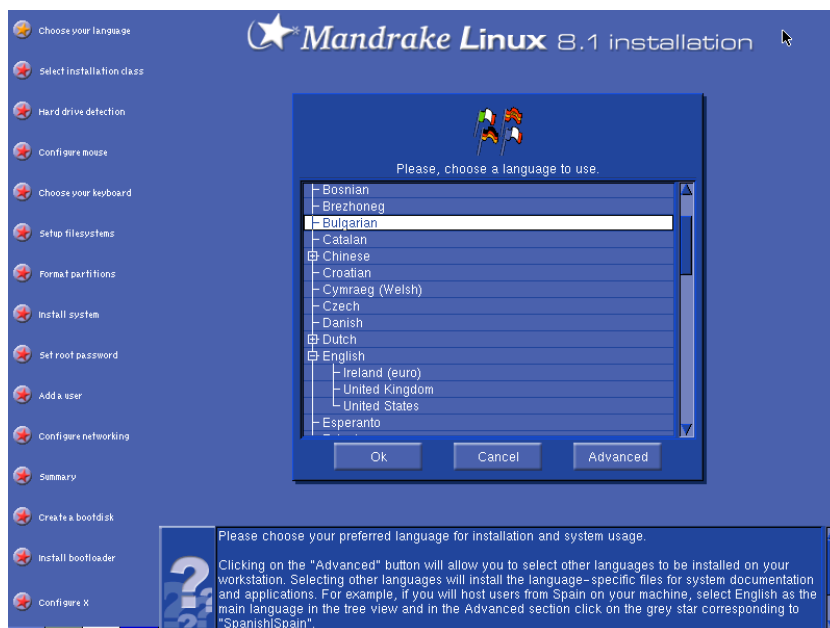 Mandrake Linux 8.1 installation
Choose your language
Select installation class
Hard drive detection
Configure mouse
Choose your keyboard
Setup filesystems
Format partitions
Install system
Set root password
Add a user
Configure networking
Summary
Create a bootdisk
Install bootloader
Configure X
Please, choose a language to use.
Bosnian
Brezhoneg
Bulgarian
Catalan
Chinese
Croatian
Cymraeg (Welsh)
Czech
Danish
Dutch
English
Ireland (euro)
United Kingdom
United States
Esperanto
Ok Cancel Advanced
Please choose your preferred language for installation and system usage.
Clicking on the "Advanced" button will allow you to select other languages to be installed on your
workstation. Selecting other languages will install the language-specific files for system documentation
and applications. For example, if you will host users from Spain on your machine, select English as the
main language in the tree view and in the Advanced section click on the grey star corresponding to
"Spanish|Spain".